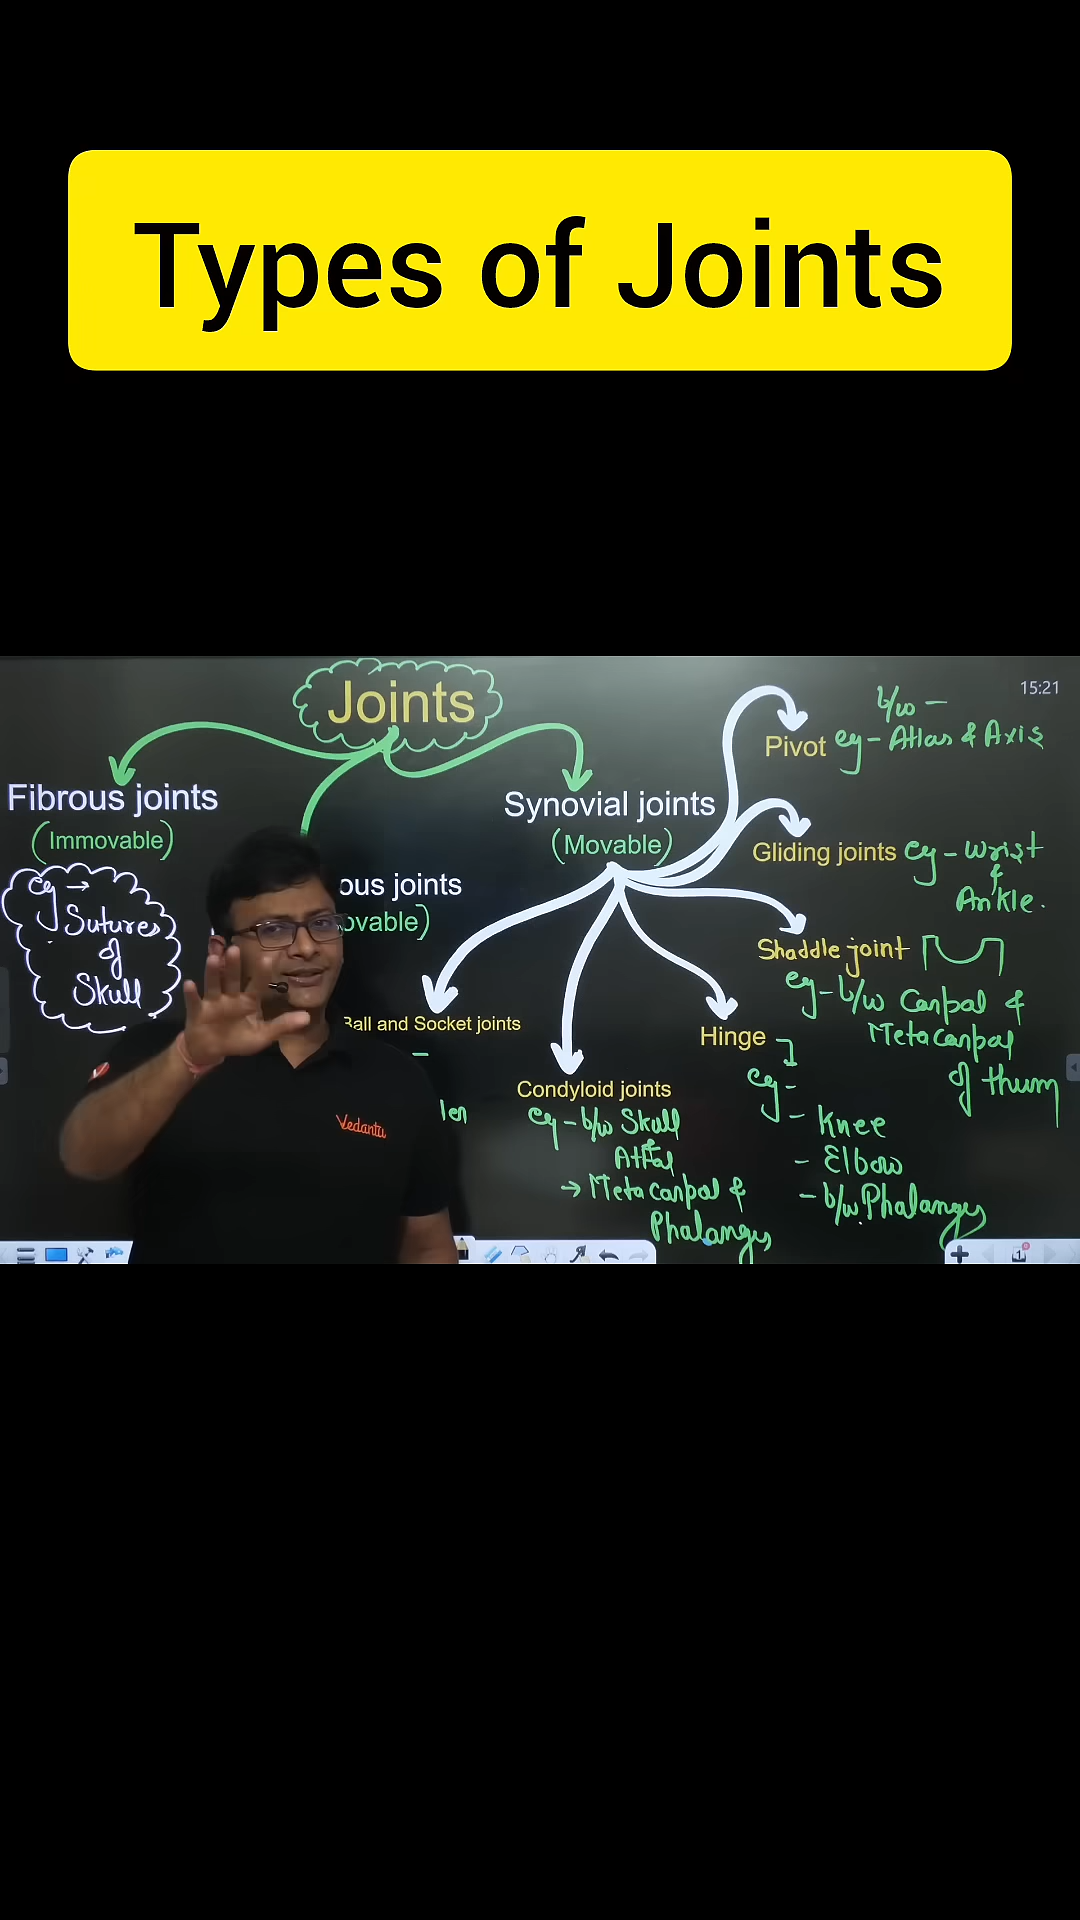 Types of Joints
15:21
Joints
Fibrous joints
(Immovable)
eg →
Sutures
of
Skull
ous joints
ovable)
Synovial joints
(Movable)
Pivot
b/w -
eg - Atlas & Axis
Gliding joints
eg - Wrist
&
Ankle.
Shaddle joint
eg - b/w Carpal &
Metacarpal
of thum
Hinge
eg -
- Knee
- Elbow
- b/w Phalanges
Condyloid joints
eg - b/w Skull
&
→ Metacarpal &
Phalanges
Ball and Socket joints
Vedantu
1